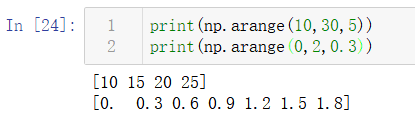 In [24]:
1 print(np.arange(10,30,5))
2 print(np.arange(0,2,0.3))
[10 15 20 25]
[0.  0.3 0.6 0.9 1.2 1.5 1.8]